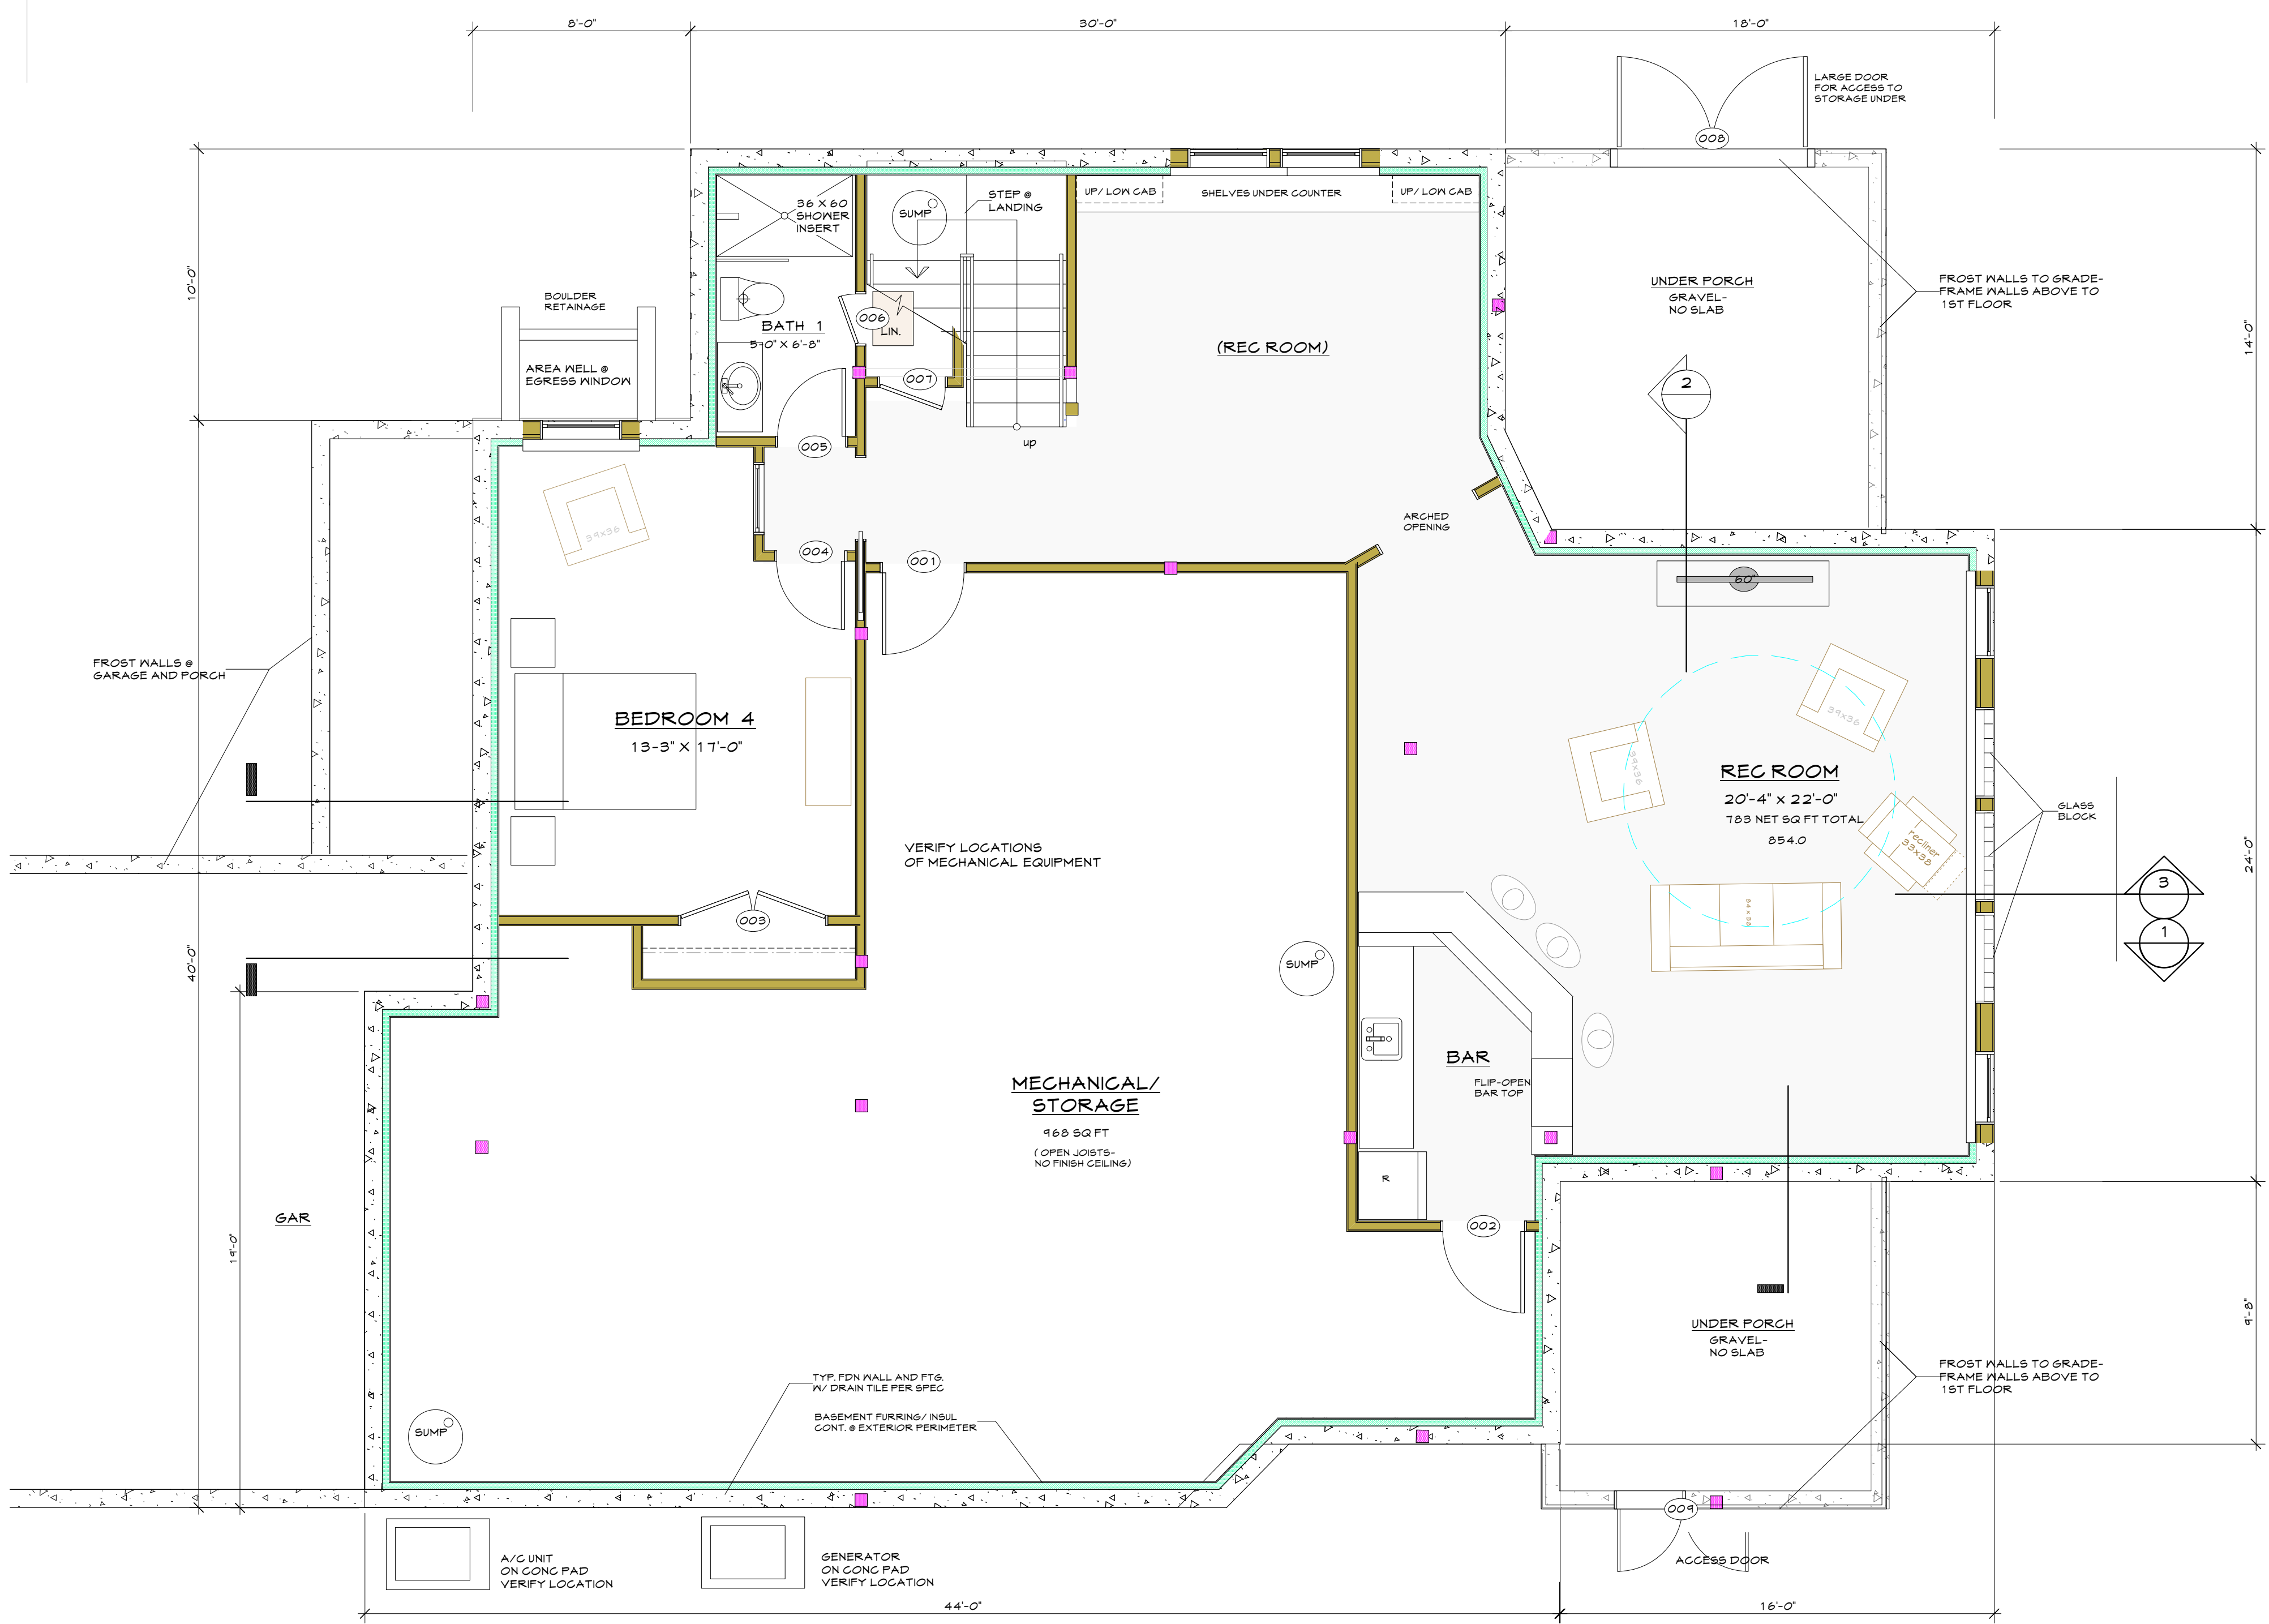 8'-0"
30'-0"
18'-0"
LARGE DOOR
FOR ACCESS TO
STORAGE UNDER
008
36 X 60
SHOWER
INSERT
SUMP
STEP @
LANDING
UP/ LOW CAB
SHELVES UNDER COUNTER
UP/ LOW CAB
10'-0"
BOULDER
RETAINAGE
UNDER PORCH
GRAVEL-
NO SLAB
FROST WALLS TO GRADE-
FRAME WALLS ABOVE TO
1ST FLOOR
14'-0"
BATH 1
5-0" X 6'-8"
006
LIN.
(REC ROOM)
AREA WELL @
EGRESS WINDOW
007
2
005
up
39x36
ARCHED
OPENING
004
001
60"
FROST WALLS @
GARAGE AND PORCH
BEDROOM 4
13-3" X 17'-0"
39x36
39x36
REC ROOM
20'-4" x 22'-0"
783 NET SQ FT TOTAL
854.0
GLASS
BLOCK
recliner
33x38
VERIFY LOCATIONS
OF MECHANICAL EQUIPMENT
24'-0"
3
1
84x38
003
40'-0"
SUMP
BAR
FLIP-OPEN
BAR TOP
MECHANICAL/
STORAGE
968 SQ FT
( OPEN JOISTS-
NO FINISH CEILING)
R
GAR
19'-0"
002
UNDER PORCH
GRAVEL-
NO SLAB
9'-8"
FROST WALLS TO GRADE-
FRAME WALLS ABOVE TO
1ST FLOOR
TYP. FDN WALL AND FTG.
W/ DRAIN TILE PER SPEC
BASEMENT FURRING/ INSUL
CONT. @ EXTERIOR PERIMETER
SUMP
009
ACCESS DOOR
A/C UNIT
ON CONC PAD
VERIFY LOCATION
GENERATOR
ON CONC PAD
VERIFY LOCATION
44'-0"
16'-0"